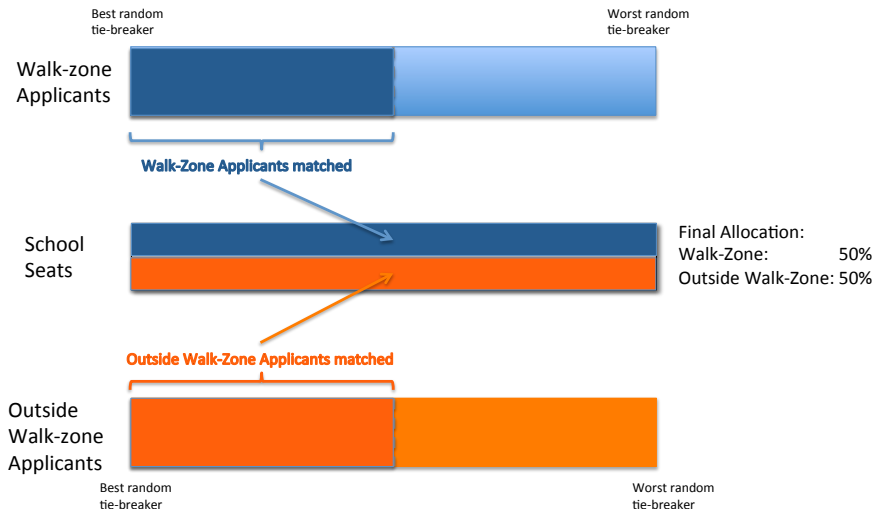 Best random
tie-breaker
Worst random
tie-breaker
Walk-zone
Applicants
Walk-Zone Applicants matched
School
Seats
Final Allocation:
Walk-Zone: 50%
Outside Walk-Zone: 50%
Outside Walk-Zone Applicants matched
Outside
Walk-zone
Applicants
Best random
tie-breaker
Worst random
tie-breaker